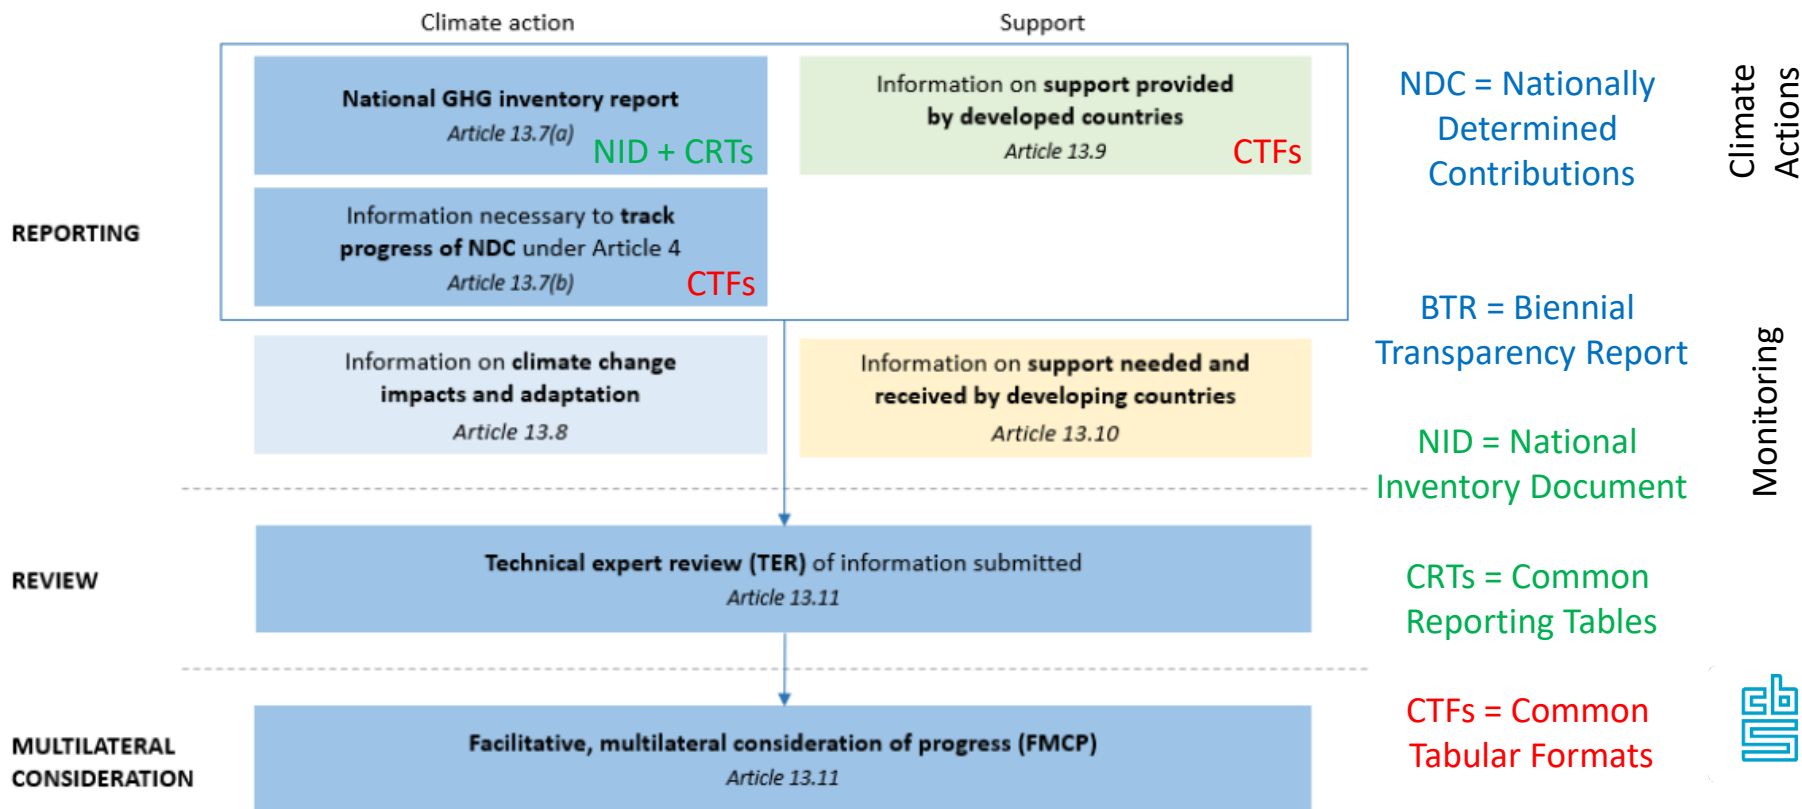 Climate action
Support
National GHG inventory report
Article 13.7(a)
NID + CRTs
Information on support provided
by developed countries
Article 13.9
CTFs
REPORTING
Information necessary to track
progress of NDC under Article 4
Article 13.7(b)
CTFs
Information on climate change
impacts and adaptation
Article 13.8
Information on support needed and
received by developing countries
Article 13.10
REVIEW
Technical expert review (TER) of information submitted
Article 13.11
MULTILATERAL
CONSIDERATION
Facilitative, multilateral consideration of progress (FMCP)
Article 13.11
NDC = Nationally
Determined
Contributions
Climate
Actions
BTR = Biennial
Transparency Report
NID = National
Inventory Document
Monitoring
CRTs = Common
Reporting Tables
CTFs = Common
Tabular Formats
cbs